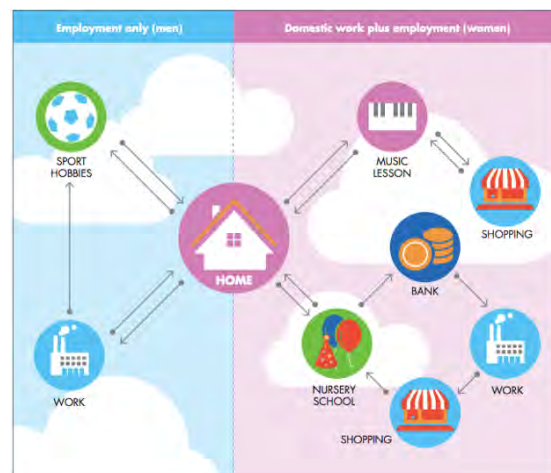 Employment only (men)
Domestic work plus employment (women)
SPORT
HOBBIES
MUSIC
LESSON
SHOPPING
HOME
BANK
WORK
NURSERY
SCHOOL
WORK
SHOPPING